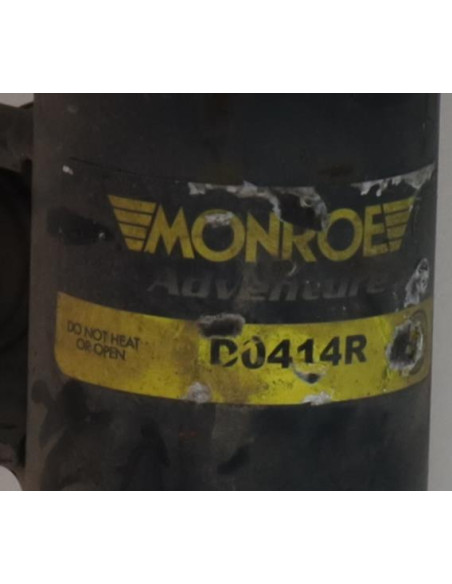 MONROE
Adventure
DO NOT HEAT
OR OPEN
D0414R